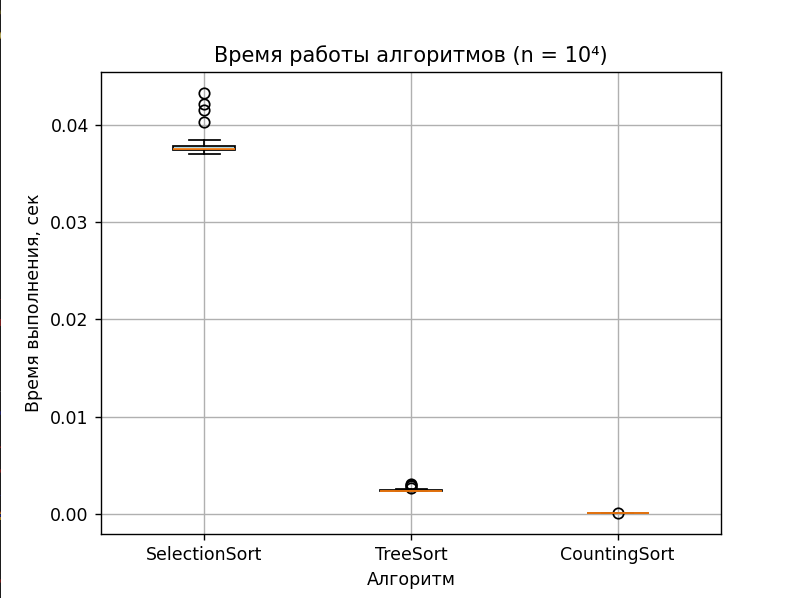 Время работы алгоритмов (n = 10⁴)
Время выполнения, сек
0.04
0.03
0.02
0.01
0.00
SelectionSort
TreeSort
CountingSort
Алгоритм